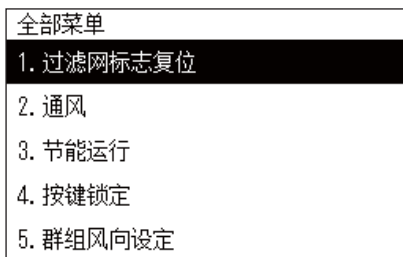 全部菜单
1. 过滤网标志复位
2. 通风
3. 节能运行
4. 按键锁定
5. 群组风向设定